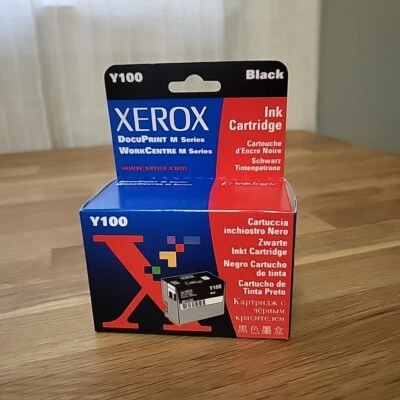 Y100 Black
XEROX
DocuPrint M Series
WorkCentre M Series
www.xerox.com
Ink
Cartridge
Cartouche
d'Encre Noire
Schwarz
Tintenpatrone
Y100
Cartuccia
inchiostro Nero
Zwarte
Inkt Cartridge
Negro Cartucho
de tinta
Cartucho de
Tinta Preto
Картридж с
чёрным
красителем
黑色墨盒
Y100